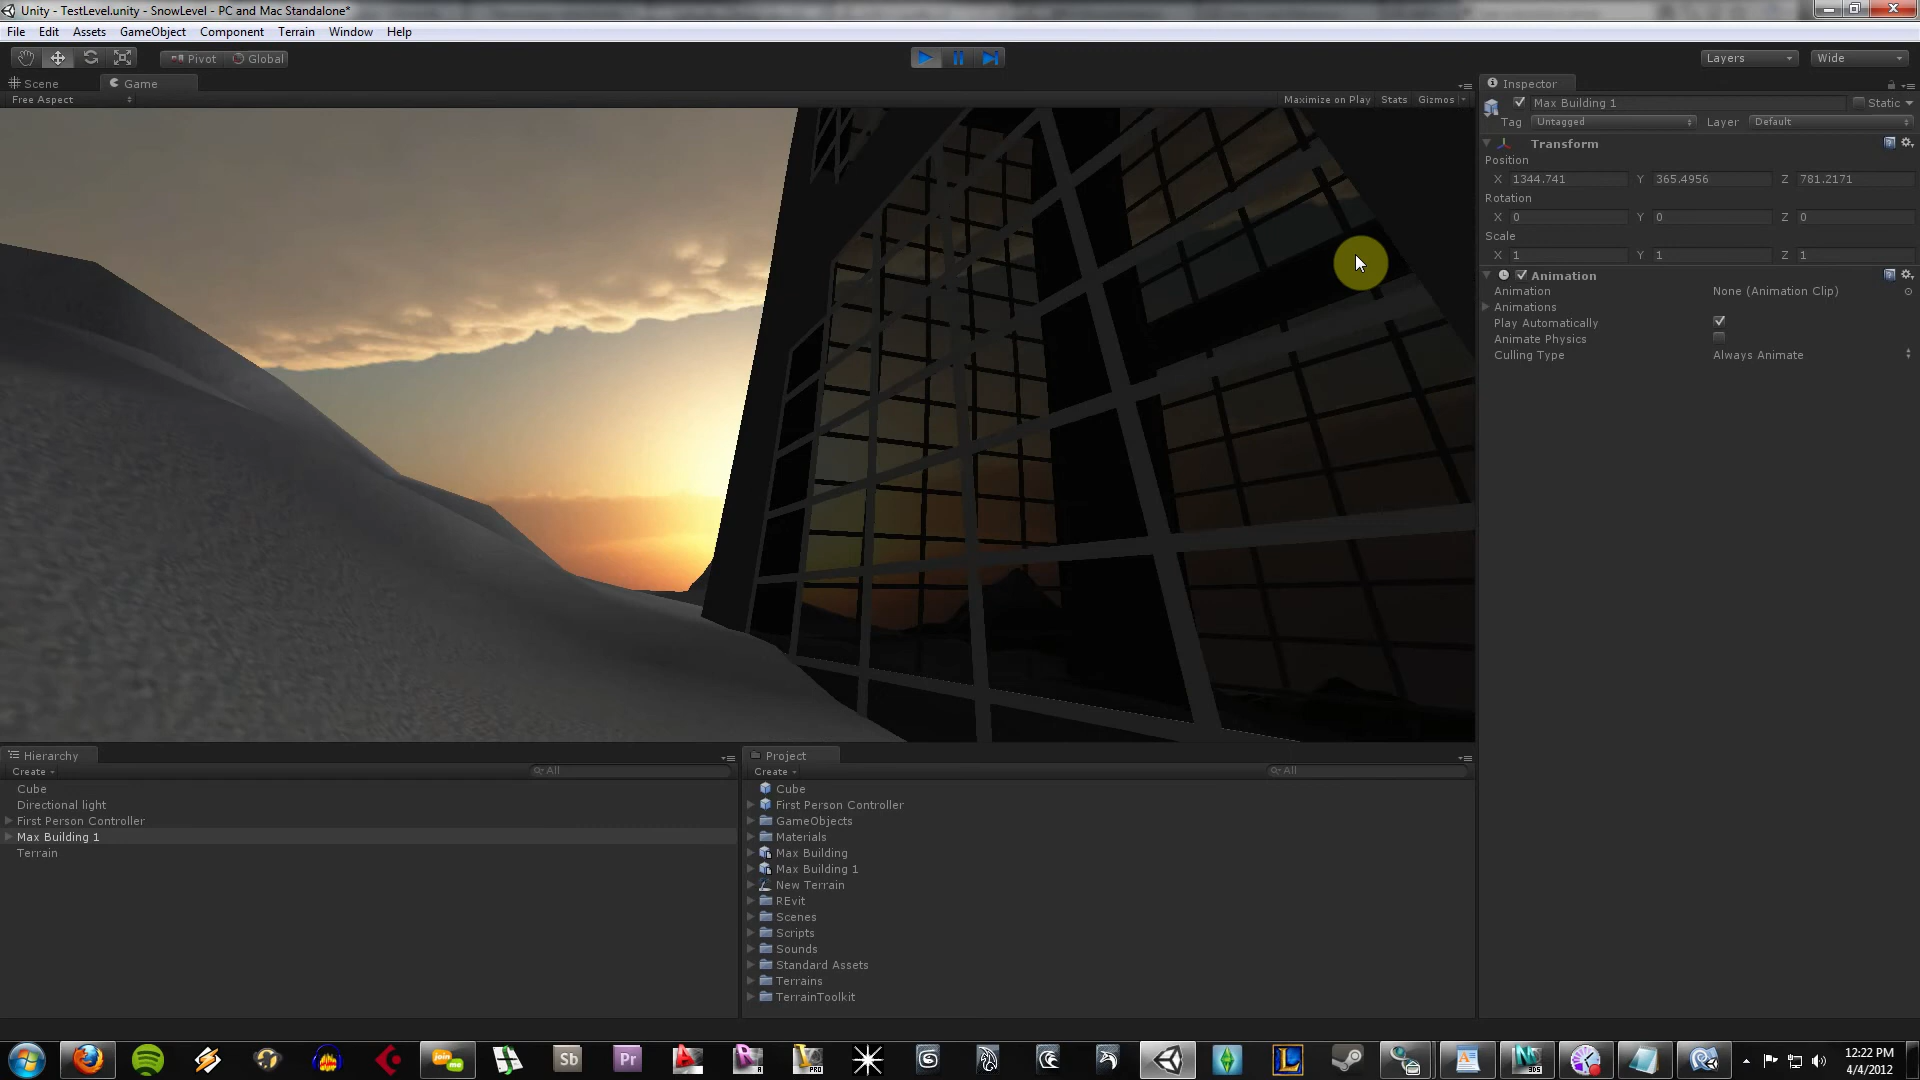 Unity - TestLevel.unity - SnowLevel - PC and Mac Standalone*
File Edit Assets GameObject Component Terrain Window Help
Pivot Global Layers Wide
Scene Game
Free Aspect Maximize on Play Stats Gizmos
Inspector
Max Building 1 Static
Tag Untagged Layer Default
Transform
Position
X 1344.741 Y 365.4956 Z 781.2171
Rotation
X 0 Y 0 Z 0
Scale
X 1 Y 1 Z 1
Animation
Animation None (Animation Clip)
Animations
Play Automatically
Animate Physics
Culling Type Always Animate
Hierarchy
Create All
Cube
Directional light
First Person Controller
Max Building 1
Terrain
Project
Create All
Cube
First Person Controller
GameObjects
Materials
Max Building
Max Building 1
New Terrain
REvit
Scenes
Scripts
Sounds
Standard Assets
Terrains
TerrainToolkit
join me
Sb
Pr
PRO
L
12:22 PM
4/4/2012